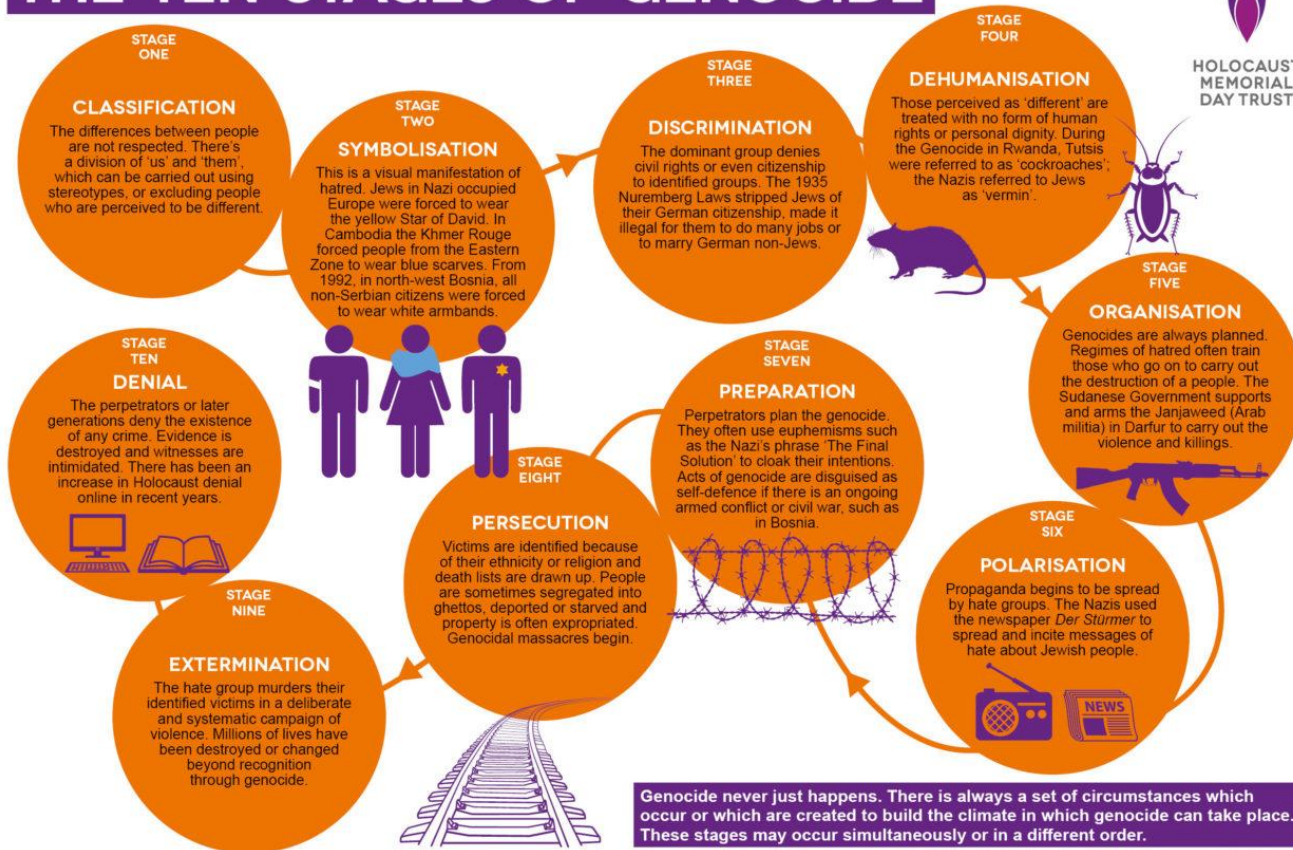 THE TEN STAGES OF GENOCIDE
HOLOCAUST
MEMORIAL
DAY TRUST
STAGE
ONE
CLASSIFICATION
The differences between people
are not respected. There’s
a division of ‘us’ and ‘them’,
which can be carried out using
stereotypes, or excluding people
who are perceived to be different.
STAGE
TWO
SYMBOLISATION
This is a visual manifestation of
hatred. Jews in Nazi occupied
Europe were forced to wear
the yellow Star of David. In
Cambodia the Khmer Rouge
forced people from the Eastern
Zone to wear blue scarves. From
1992, in north-west Bosnia, all
non-Serbian citizens were forced
to wear white armbands.
STAGE
THREE
DISCRIMINATION
The dominant group denies
civil rights or even citizenship
to identified groups. The 1935
Nuremberg Laws stripped Jews of
their German citizenship, made it
illegal for them to do many jobs or
to marry German non-Jews.
STAGE
FOUR
DEHUMANISATION
Those perceived as ‘different’ are
treated with no form of human
rights or personal dignity. During
the Genocide in Rwanda, Tutsis
were referred to as ‘cockroaches’;
the Nazis referred to Jews
as ‘vermin’.
STAGE
FIVE
ORGANISATION
Genocides are always planned.
Regimes of hatred often train
those who go on to carry out
the destruction of a people. The
Sudanese Government supports
and arms the Janjaweed (Arab
militia) in Darfur to carry out the
violence and killings.
STAGE
SIX
POLARISATION
Propaganda begins to be spread
by hate groups. The Nazis used
the newspaper Der Stürmer to
spread and incite messages of
hate about Jewish people.
NEWS
STAGE
SEVEN
PREPARATION
Perpetrators plan the genocide.
They often use euphemisms such
as the Nazi’s phrase ‘The Final
Solution’ to cloak their intentions.
Acts of genocide are disguised as
self-defence if there is an ongoing
armed conflict or civil war, such as
in Bosnia.
STAGE
EIGHT
PERSECUTION
Victims are identified because
of their ethnicity or religion and
death lists are drawn up. People
are sometimes segregated into
ghettos, deported or starved and
property is often expropriated.
Genocidal massacres begin.
STAGE
NINE
EXTERMINATION
The hate group murders their
identified victims in a deliberate
and systematic campaign of
violence. Millions of lives have
been destroyed or changed
beyond recognition
through genocide.
STAGE
TEN
DENIAL
The perpetrators or later
generations deny the existence
of any crime. Evidence is
destroyed and witnesses are
intimidated. There has been an
increase in Holocaust denial
online in recent years.
Genocide never just happens. There is always a set of circumstances which
occur or which are created to build the climate in which genocide can take place.
These stages may occur simultaneously or in a different order.